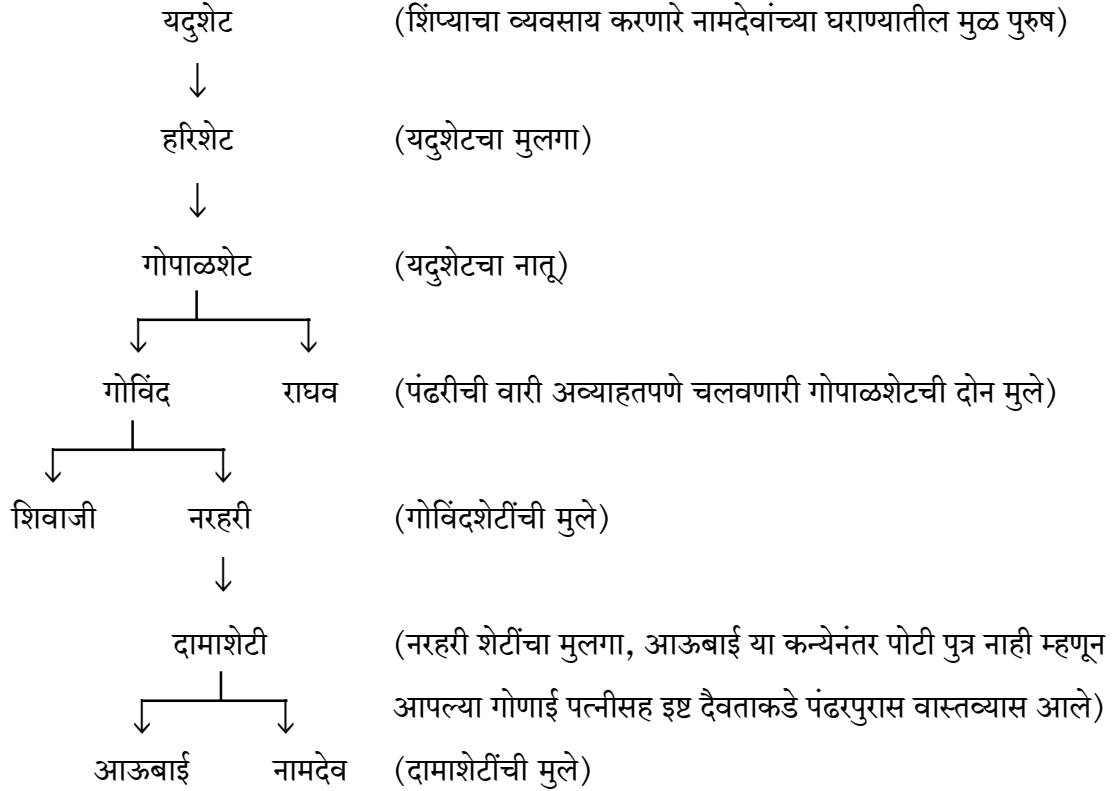 यदुशेट (शिंप्याचा व्यवसाय करणारे नामदेवांच्या घराण्यातील मुळ पुरुष)
↓
हरिशेट (यदुशेटचा मुलगा)
↓
गोपाळशेट (यदुशेटचा नातू)
↓ ↓
गोविंद राघव (पंढरीची वारी अव्याहतपणे चलवणारी गोपाळशेटची दोन मुले)
↓ ↓
शिवाजी नरहरी (गोविंदशेटींची मुले)
↓
दामाशेटी (नरहरी शेटींचा मुलगा, आऊबाई या कन्येनंतर पोटी पुत्र नाही म्हणून
आपल्या गोणाई पत्नीसह इष्ट दैवताकडे पंढरपुरास वास्तव्यास आले)
↓ ↓
आऊबाई नामदेव (दामाशेटींची मुले)